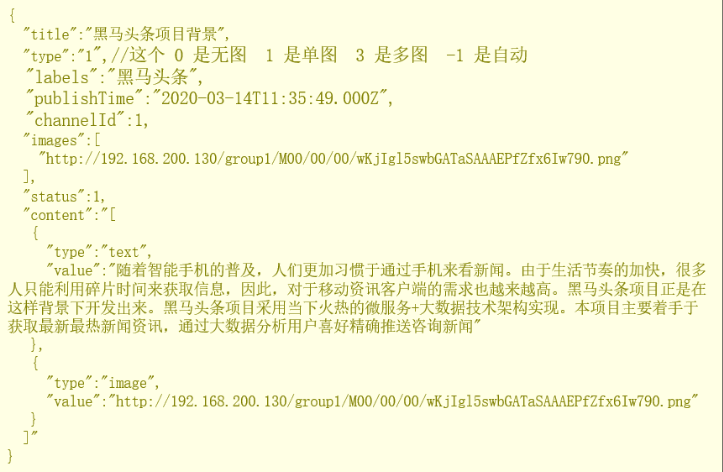 {
"title":"黑马头条项目背景",
"type":"1",//这个 0 是无图 1 是单图 3 是多图 -1 是自动
"labels":"黑马头条",
"publishTime":"2020-03-14T11:35:49.000Z",
"channelId":1,
"images":[
"http://192.168.200.130/group1/M00/00/00/wKjIgl5swbGATaSAAAEPfZfx6Iw790.png"
],
"status":1,
"content":"[
{
"type":"text",
"value":"随着智能手机的普及，人们更加习惯于通过手机来看新闻。由于生活节奏的加快，很多
人只能利用碎片时间来获取信息，因此，对于移动资讯客户端的需求也越来越高。黑马头条项目正是在
这样背景下开发出来。黑马头条项目采用当下火热的微服务+大数据技术架构实现。本项目主要着手于
获取最新最热新闻资讯，通过大数据分析用户喜好精确推送咨询新闻"
},
{
"type":"image",
"value":"http://192.168.200.130/group1/M00/00/00/wKjIgl5swbGATaSAAAEPfZfx6Iw790.png"
}
]"
}